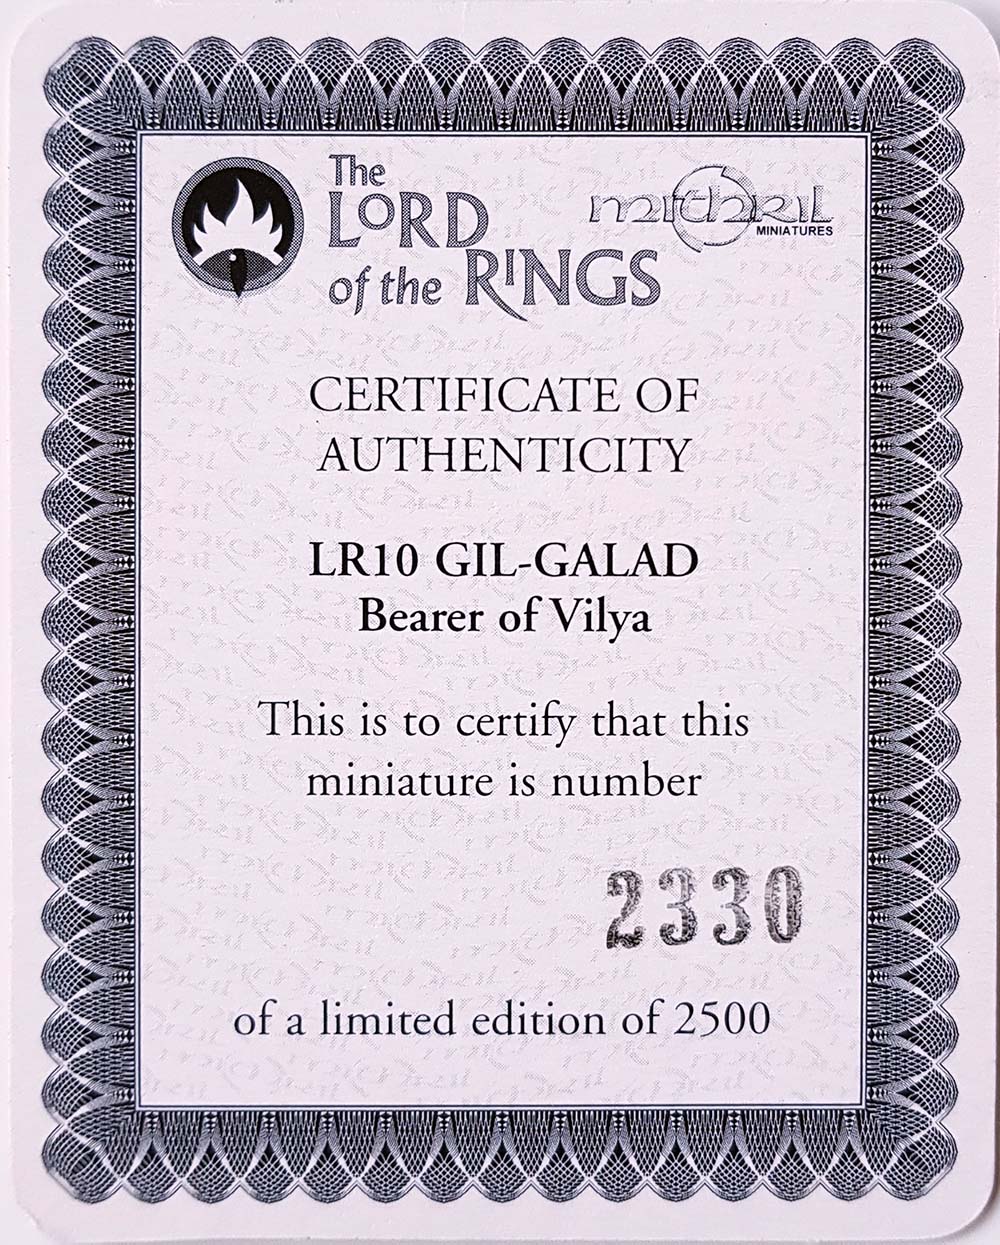 The
LORD
of the RINGS
mithril
MINIATURES
CERTIFICATE OF
AUTHENTICITY
LR10 GIL-GALAD
Bearer of Vilya
This is to certify that this
miniature is number
2330
of a limited edition of 2500